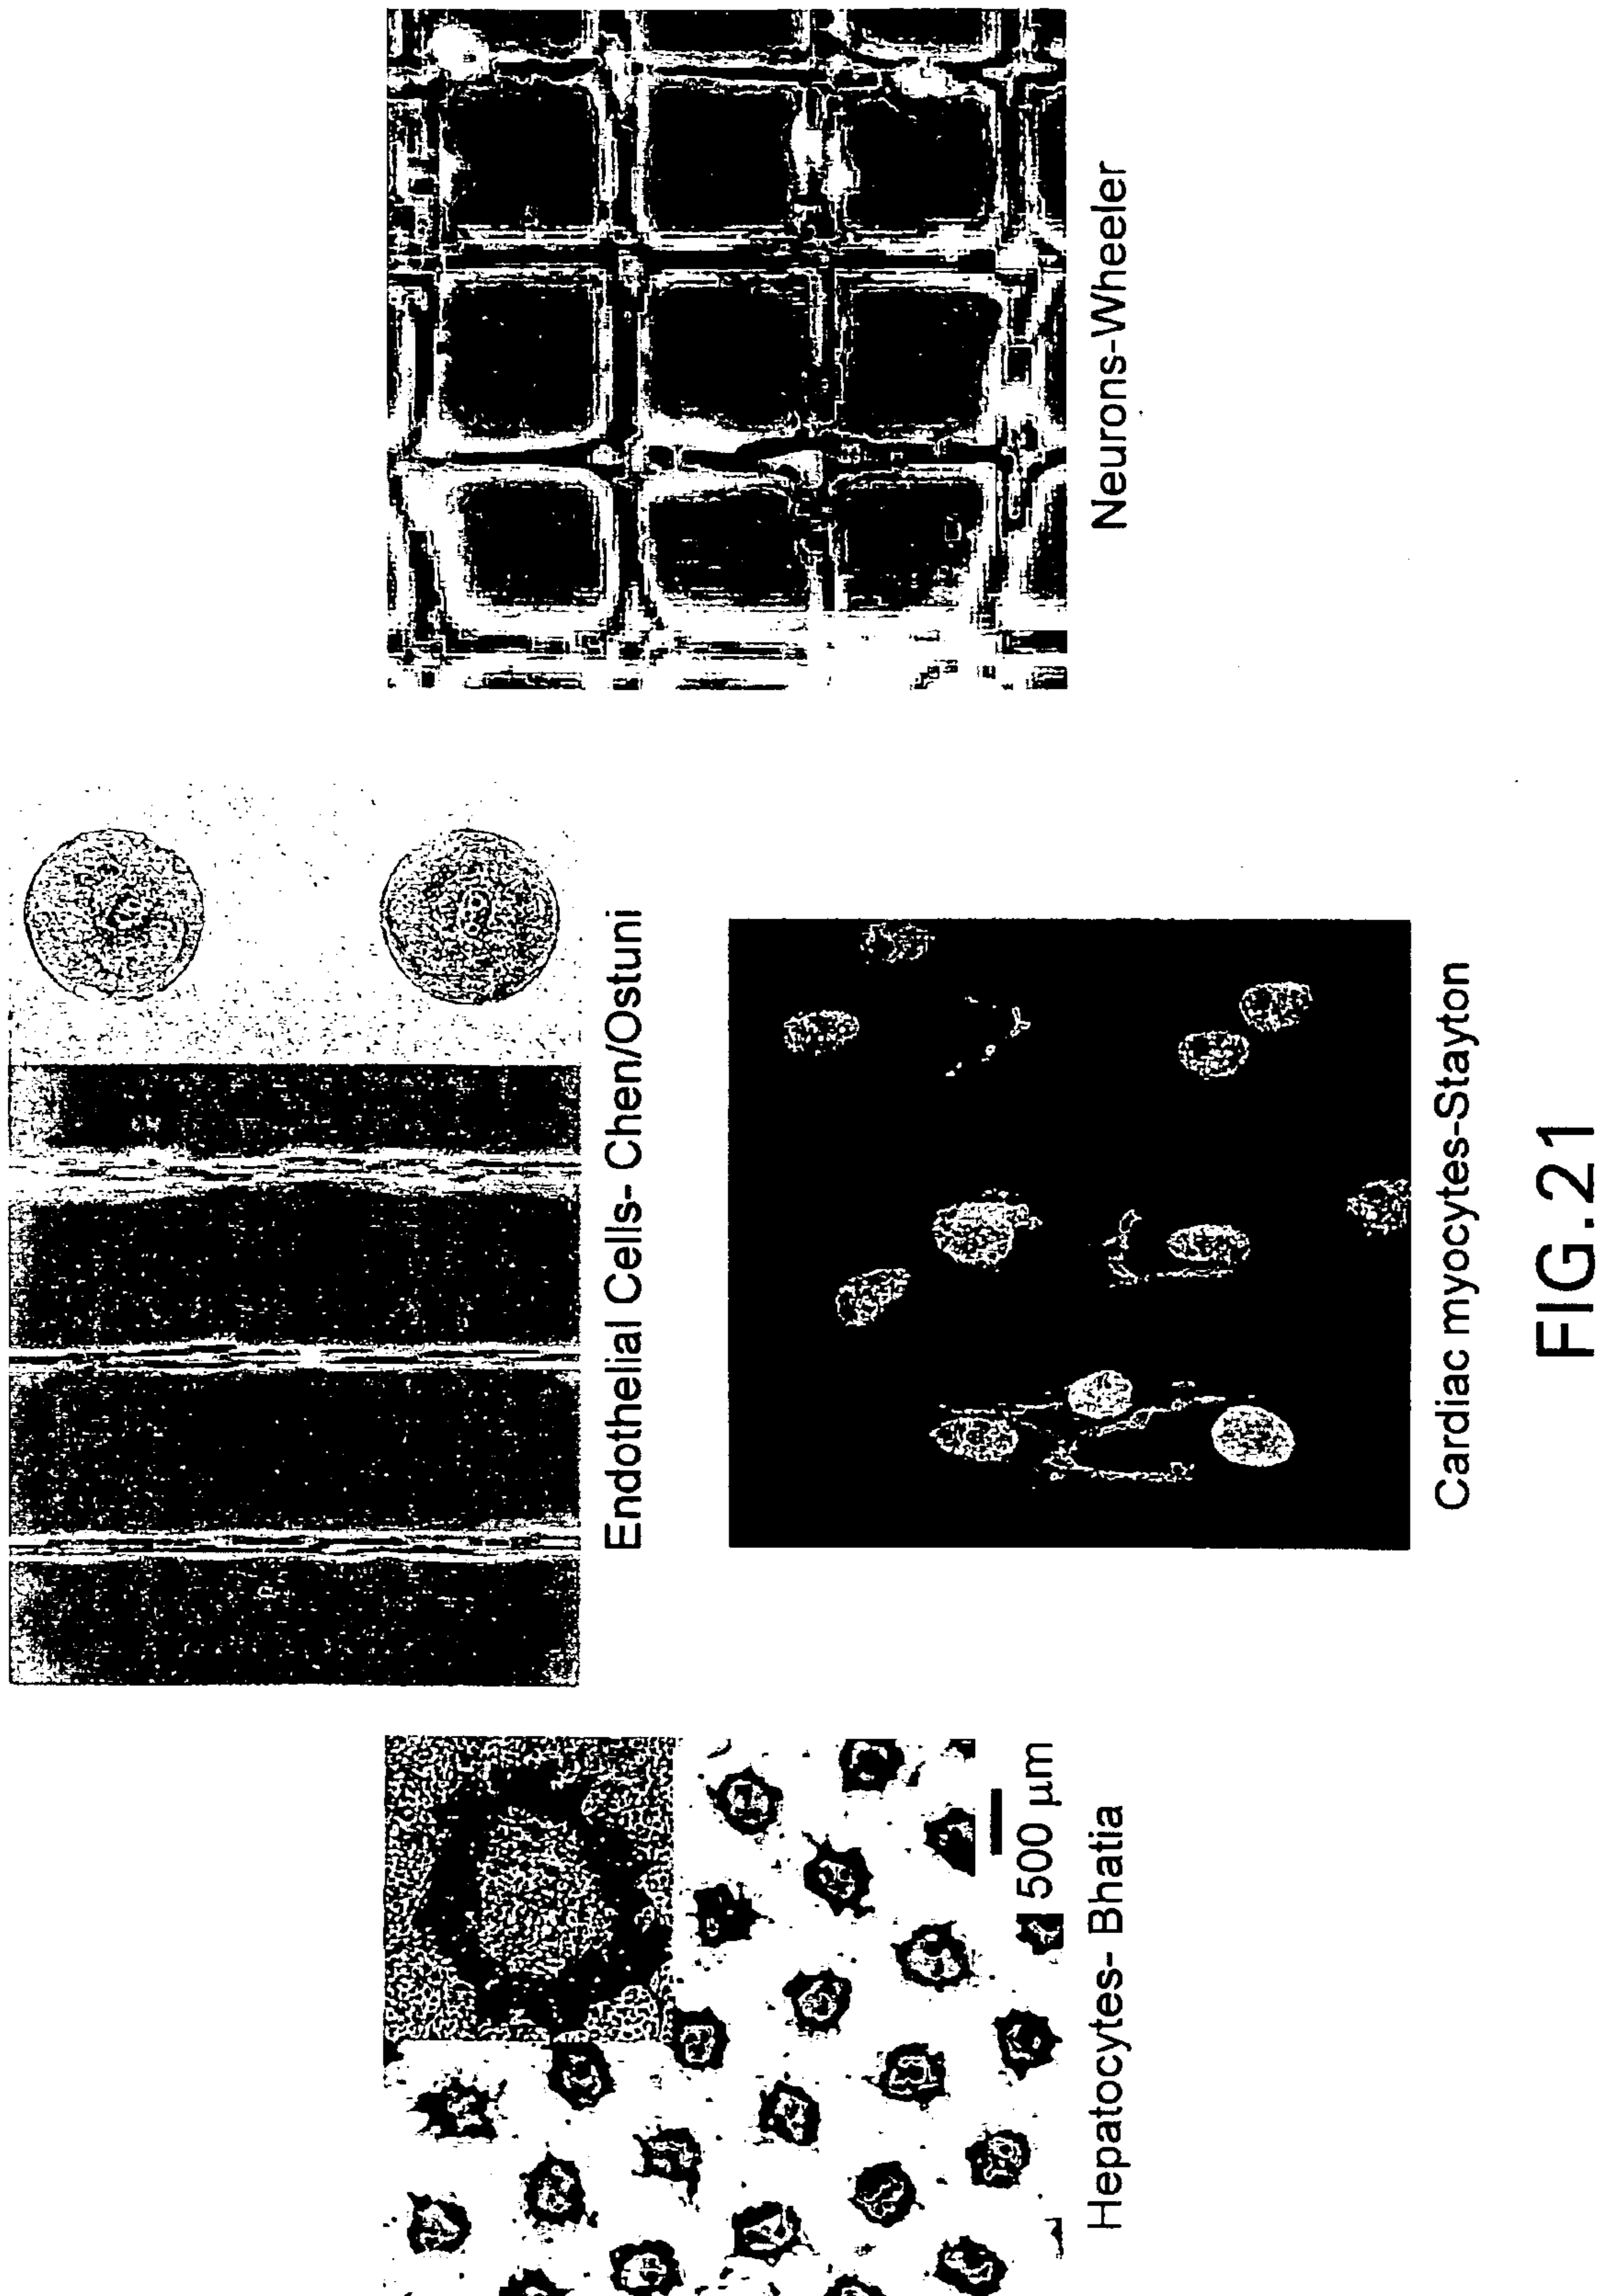 500 μm
Hepatocytes- Bhatia
Endothelial Cells- Chen/Ostuni
Cardiac myocytes-Stayton
Neurons-Wheeler
FIG.21